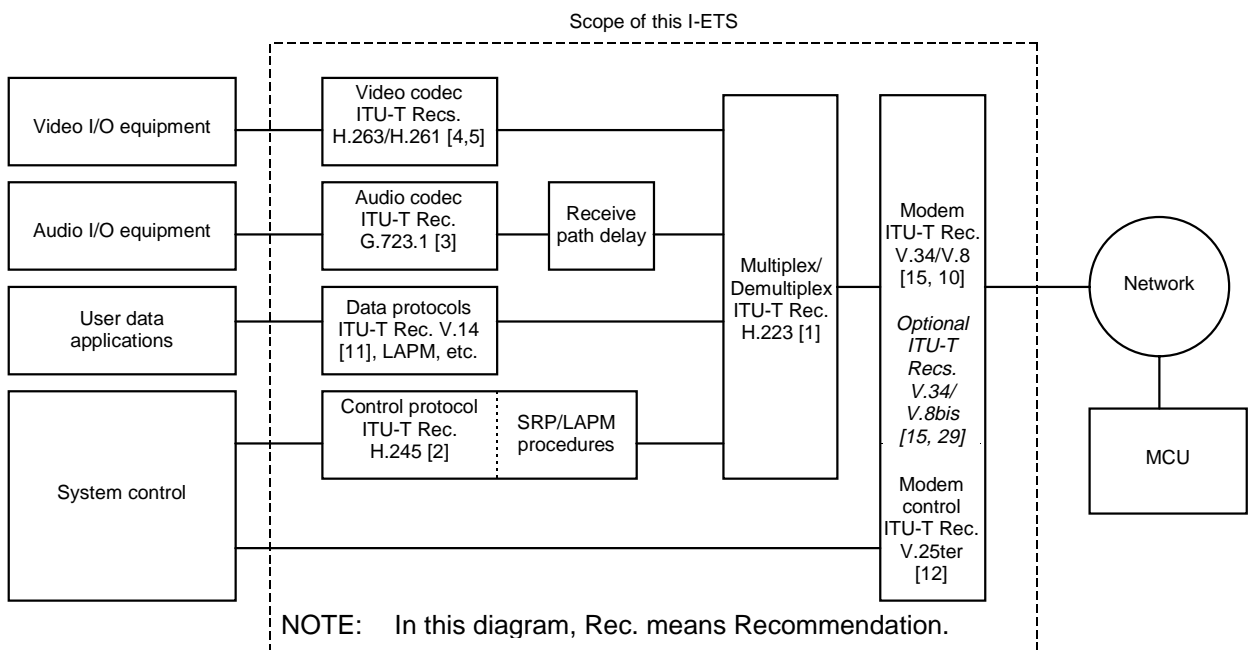 Scope of this I-ETS
Video I/O equipment
Video codec
ITU-T Recs.
H.263/H.261 [4,5]
Audio I/O equipment
Audio codec
ITU-T Rec.
G.723.1 [3]
Receive
path delay
User data
applications
Data protocols
ITU-T Rec. V.14
[11], LAPM, etc.
System control
Control protocol
ITU-T Rec.
H.245 [2]
SRP/LAPM
procedures
Multiplex/
Demultiplex
ITU-T Rec.
H.223 [1]
Modem
ITU-T Rec.
V.34/V.8
[15, 10]
Optional
ITU-T
Recs.
V.34/
V.8bis
[15, 29]
Modem
control
ITU-T Rec.
V.25ter
[12]
Network
MCU
NOTE: In this diagram, Rec. means Recommendation.